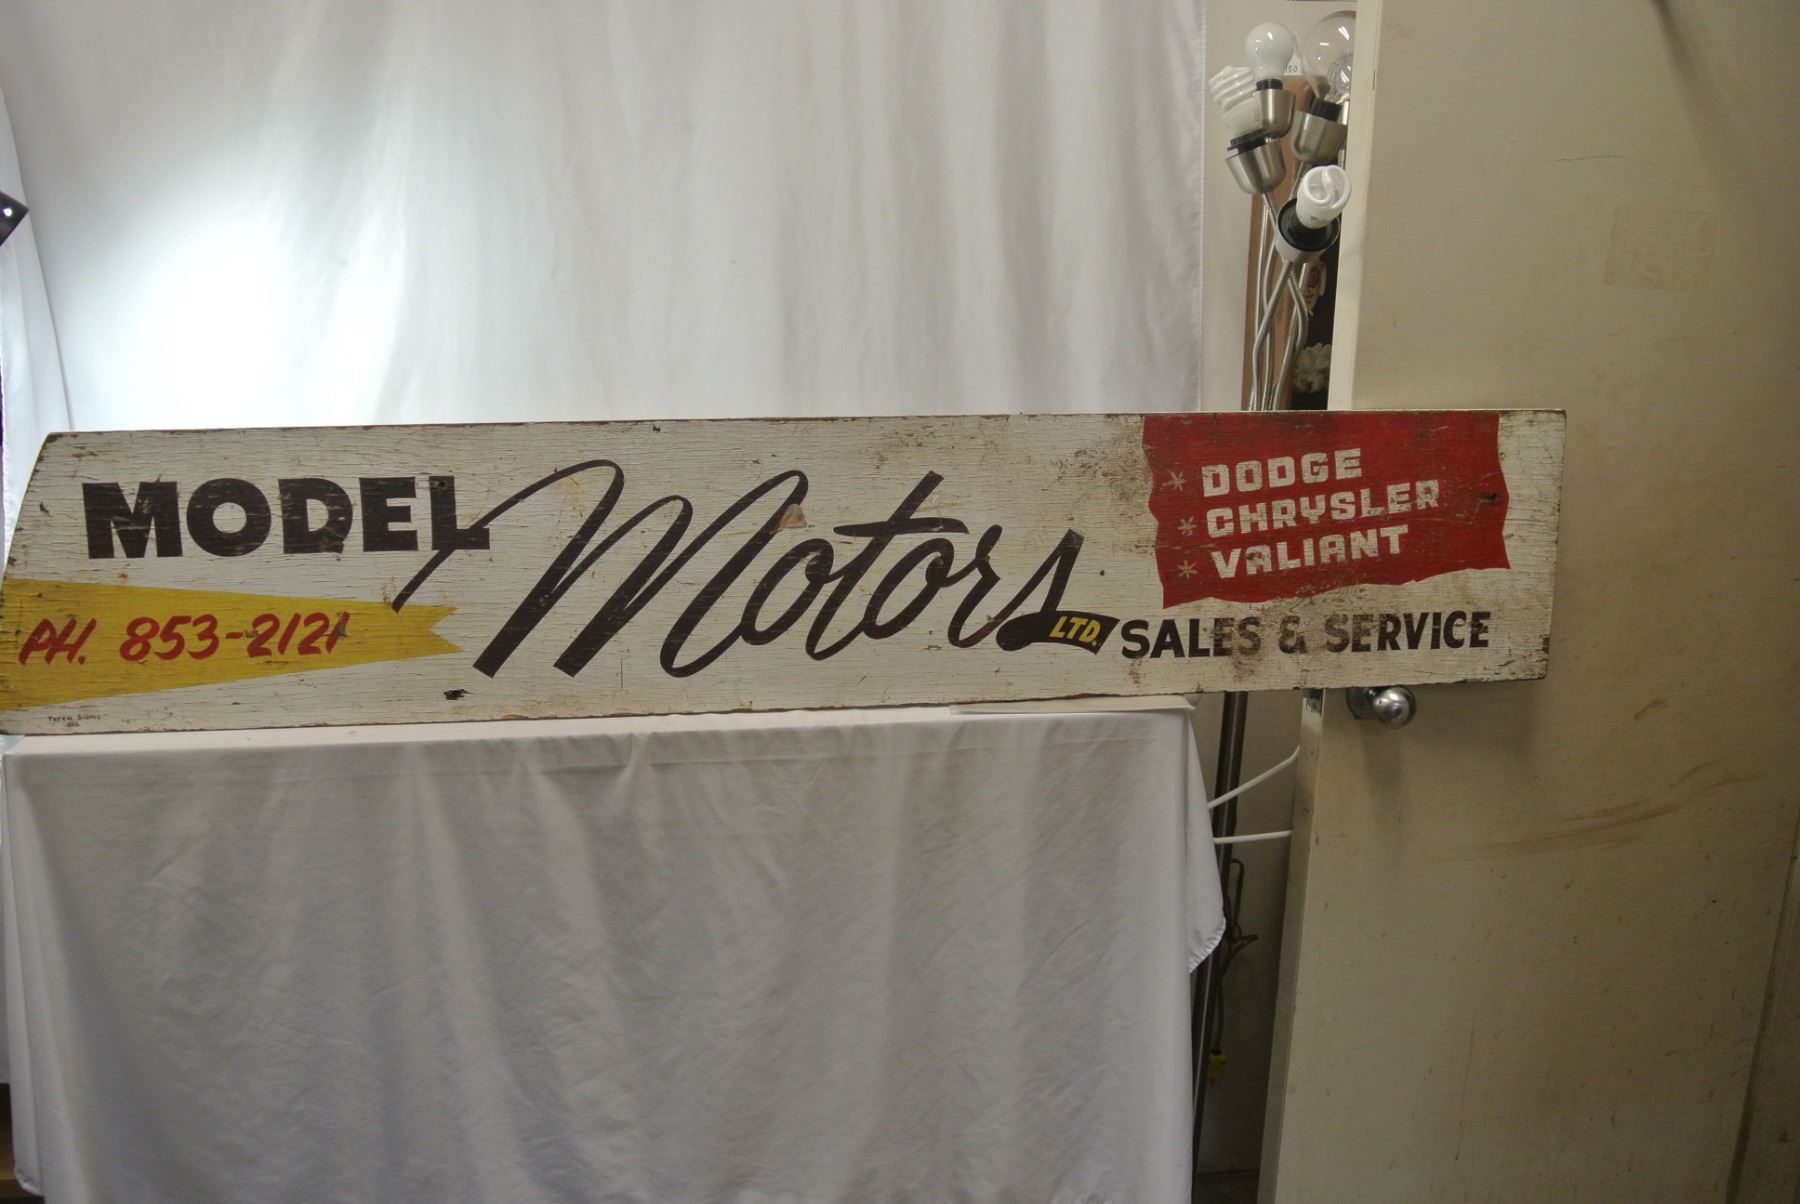 MODEL Motors LTD.
PH. 853-2121
* DODGE
* CHRYSLER
* VALIANT
SALES & SERVICE